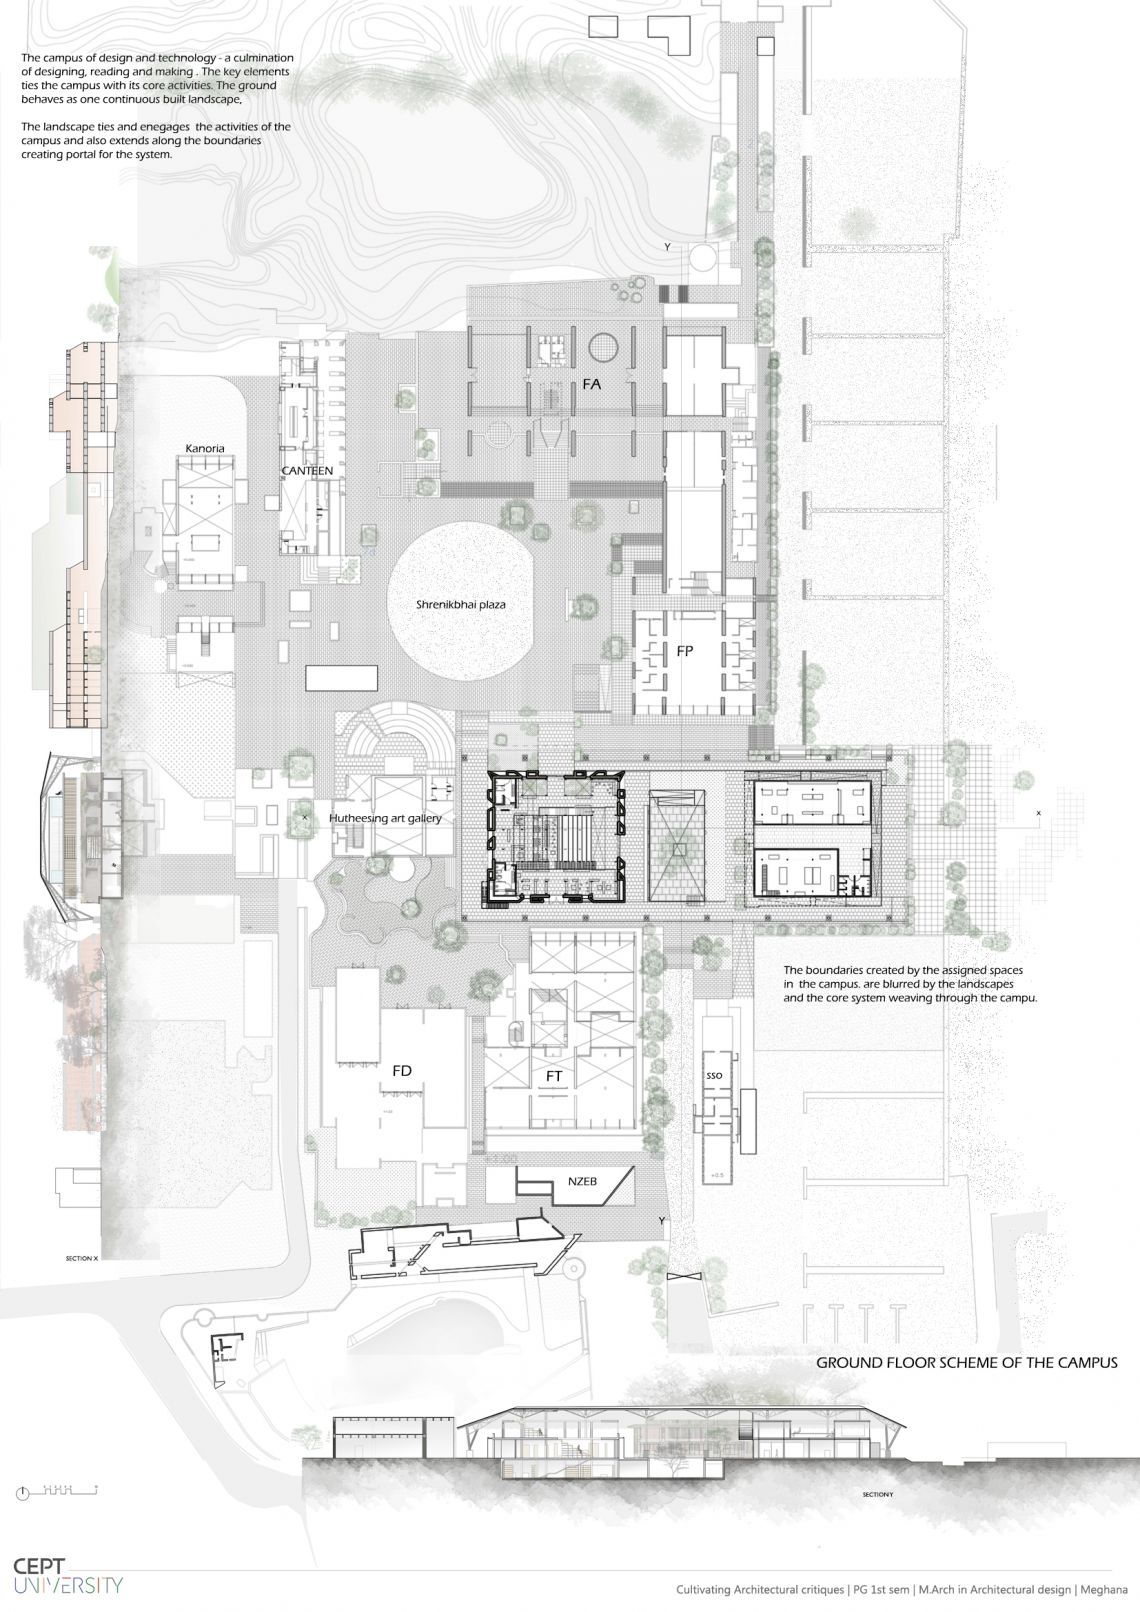 The campus of design and technology - a culmination
of designing, reading and making . The key elements
ties the campus with its core activities. The ground
behaves as one continuous built landscape,
The landscape ties and enegages the activities of the
campus and also extends along the boundaries
creating portal for the system.
Y
FA
Kanoria
CANTEEN
Shrenikbhai plaza
FP
x
Hutheesing art gallery
x
The boundaries created by the assigned spaces
in the campus. are blurred by the landscapes
and the core system weaving through the campu.
FD
FT
SSO
+1.00
+0.5
NZEB
Y
SECTION X
GROUND FLOOR SCHEME OF THE CAMPUS
SECTION Y
CEPT
UNIVERSITY
Cultivating Architectural critiques | PG 1st sem | M.Arch in Architectural design | Meghana